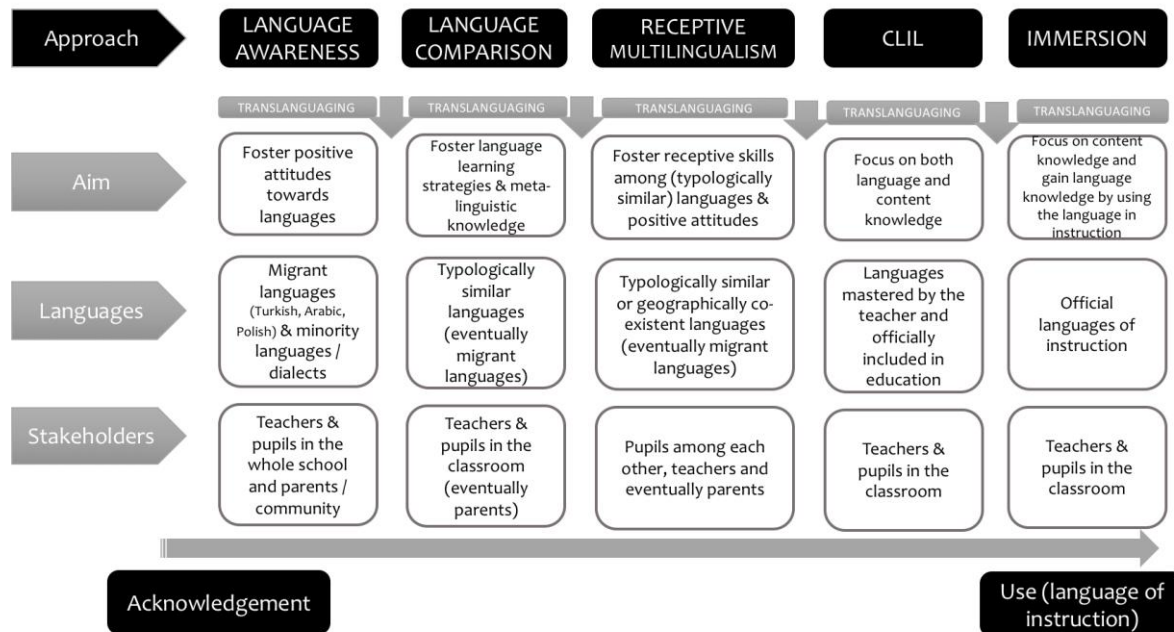 Approach
LANGUAGE
AWARENESS
LANGUAGE
COMPARISON
RECEPTIVE
MULTILINGUALISM
CLIL
IMMERSION
TRANSLANGUAGING
TRANSLANGUAGING
TRANSLANGUAGING
TRANSLANGUAGING
TRANSLANGUAGING
Aim
Foster positive
attitudes
towards
languages
Foster language
learning
strategies & meta-
linguistic
knowledge
Foster receptive skills
among (typologically
similar) languages &
positive attitudes
Focus on both
language and
content
knowledge
Focus on content
knowledge and
gain language
knowledge by using
the language in
instruction
Languages
Migrant
languages
(Turkish, Arabic,
Polish) & minority
languages /
dialects
Typologically
similar
languages
(eventually
migrant
languages)
Typologically similar
or geographically co-
existent languages
(eventually migrant
languages)
Languages
mastered by the
teacher and
officially
included in
education
Official
languages of
instruction
Stakeholders
Teachers &
pupils in the
whole school
and parents /
community
Teachers &
pupils in the
classroom
(eventually
parents)
Pupils among each
other, teachers and
eventually parents
Teachers &
pupils in the
classroom
Teachers &
pupils in the
classroom
Acknowledgement
Use (language of
instruction)